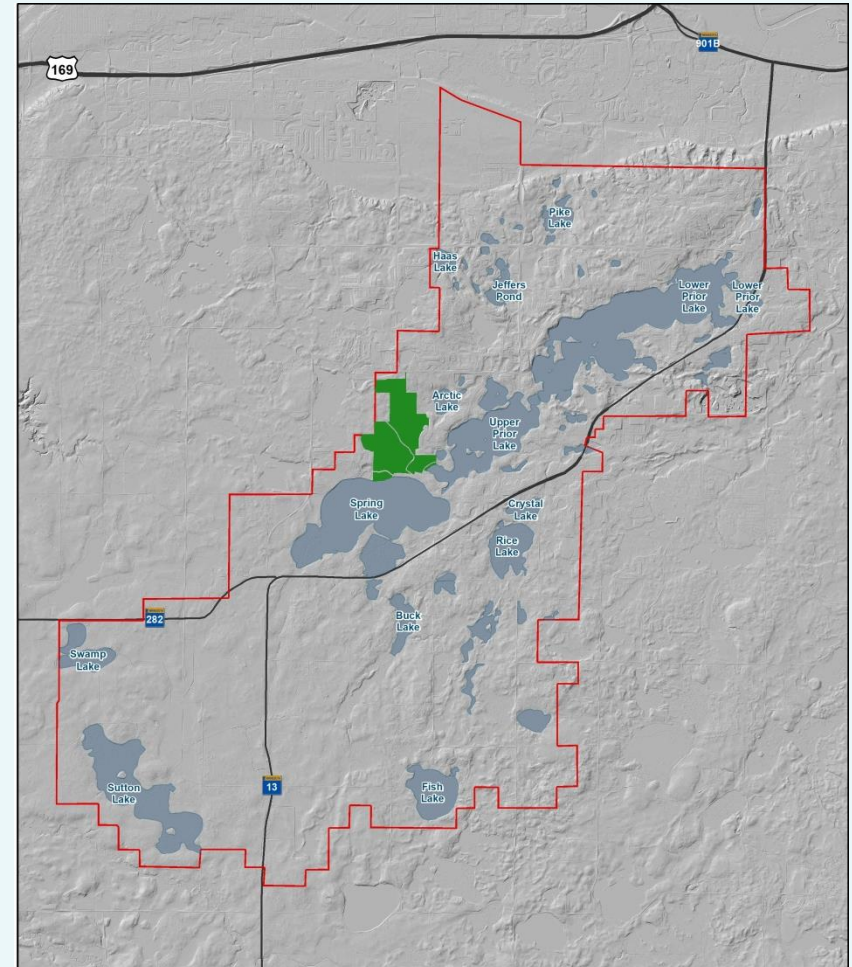 901B
169
Pike
Lake
Haas
Lake
Jeffers
Pond
Lower
Prior
Lake
Lower
Prior
Lake
Arctic
Lake
Upper
Prior
Lake
Spring
Lake
Crystal
Lake
Rice
Lake
Buck
Lake
282
Swamp
Lake
13
Sutton
Lake
Fish
Lake